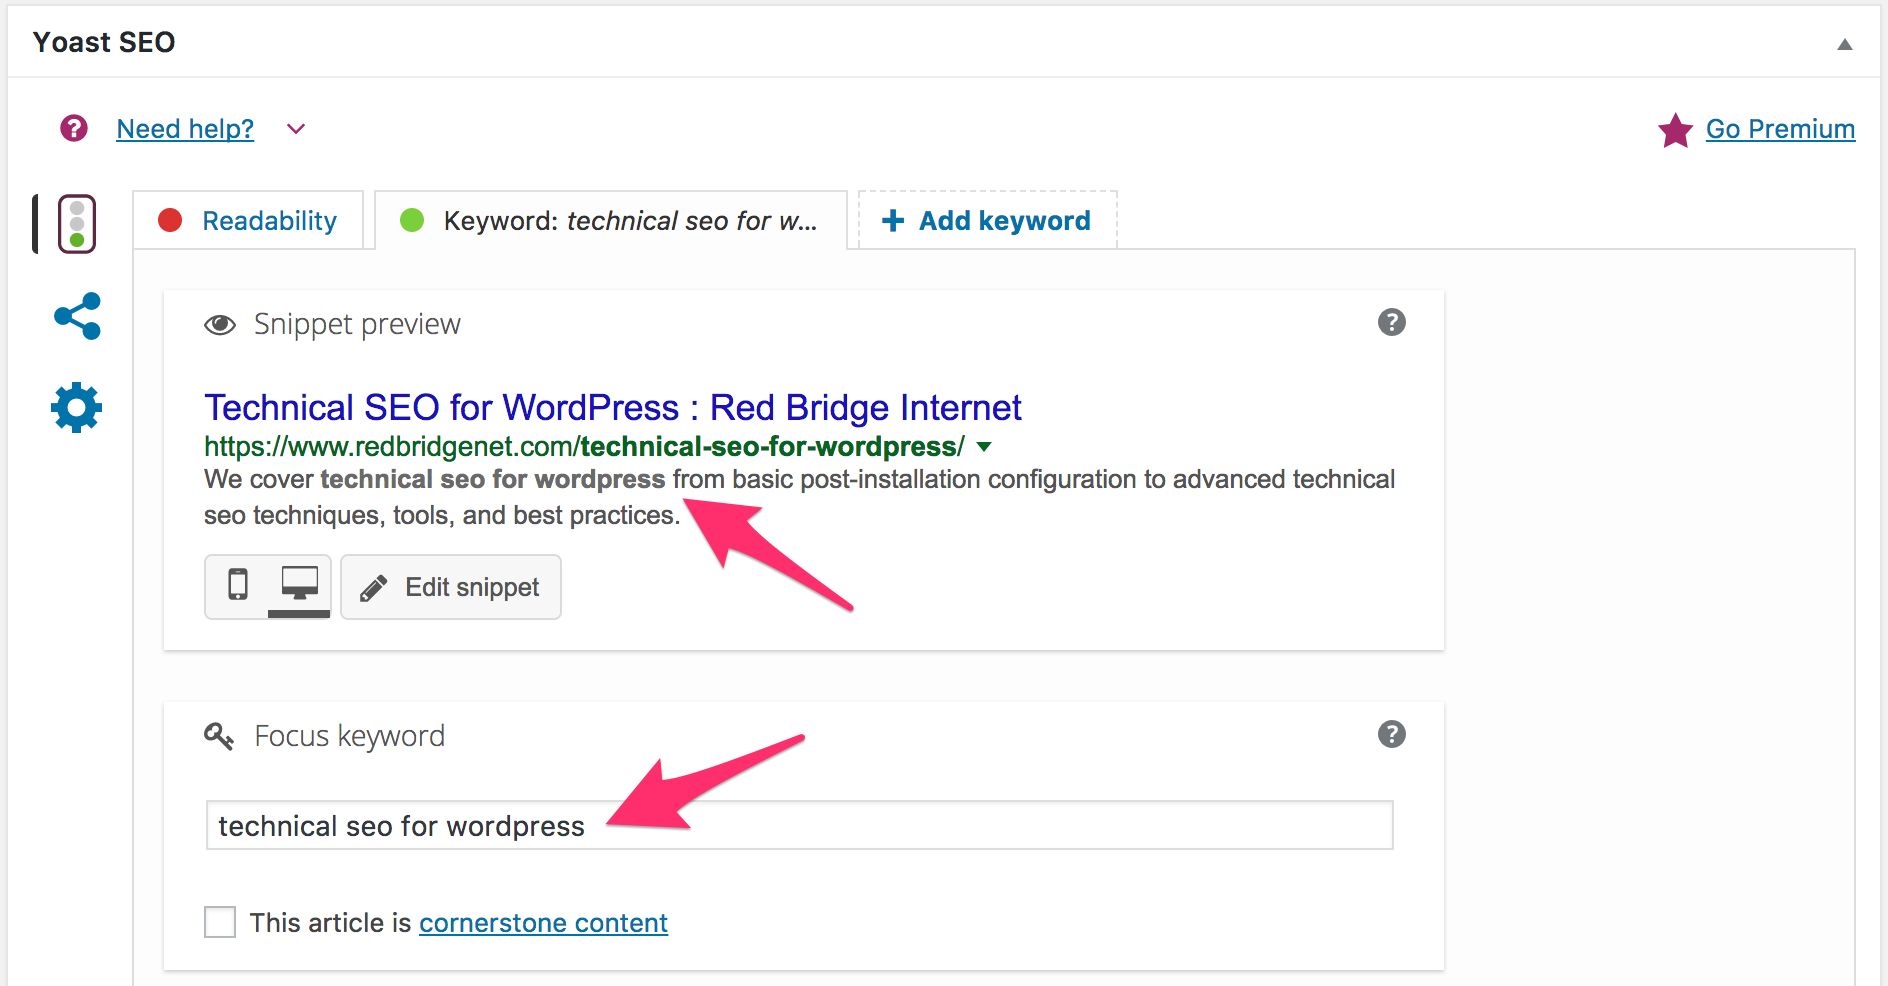 Yoast SEO
Need help?
Go Premium
Readability
Keyword: technical seo for w...
Add keyword
Snippet preview
Technical SEO for WordPress : Red Bridge Internet
https://www.redbridgenet.com/technical-seo-for-wordpress/
We cover technical seo for wordpress from basic post-installation configuration to advanced technical
seo techniques, tools, and best practices.
Edit snippet
Focus keyword
technical seo for wordpress
This article is cornerstone content